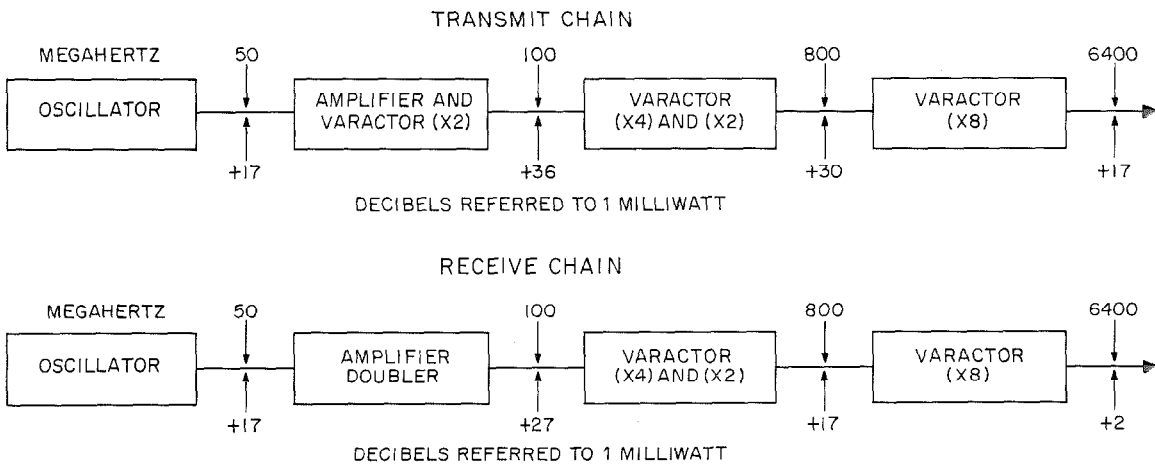 TRANSMIT CHAIN
MEGAHERTZ 50 100 800 6400
OSCILLATOR
AMPLIFIER AND
VARACTOR (X2)
VARACTOR
(X4) AND (X2)
VARACTOR
(X8)
+17 +36 +30 +17
DECIBELS REFERRED TO 1 MILLIWATT
RECEIVE CHAIN
MEGAHERTZ 50 100 800 6400
OSCILLATOR
AMPLIFIER
DOUBLER
VARACTOR
(X4) AND (X2)
VARACTOR
(X8)
+17 +27 +17 +2
DECIBELS REFERRED TO 1 MILLIWATT